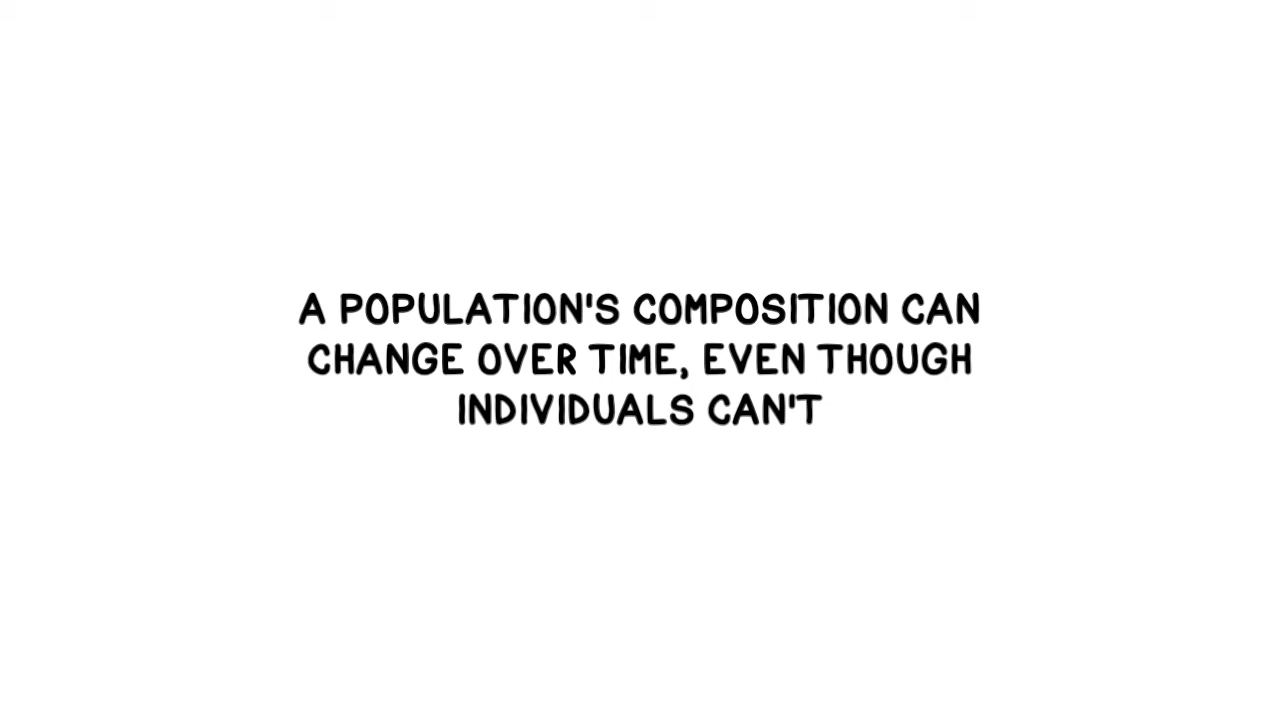 A POPULATION'S COMPOSITION CAN
CHANGE OVER TIME, EVEN THOUGH
INDIVIDUALS CAN'T